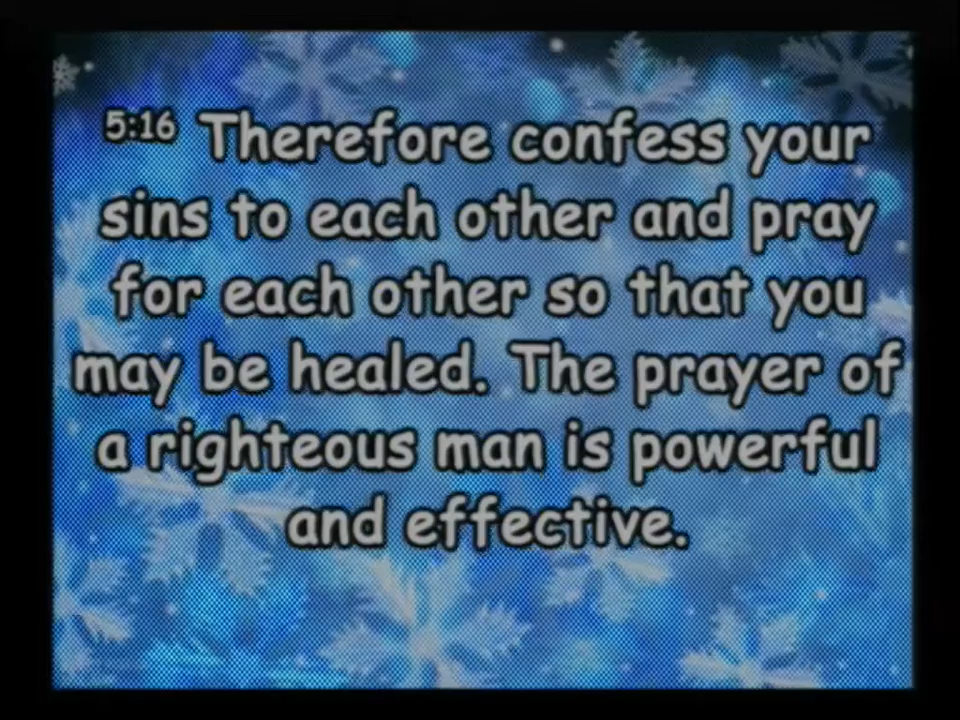 5:16 Therefore confess your
sins to each other and pray
for each other so that you
may be healed. The prayer of
a righteous man is powerful
and effective.